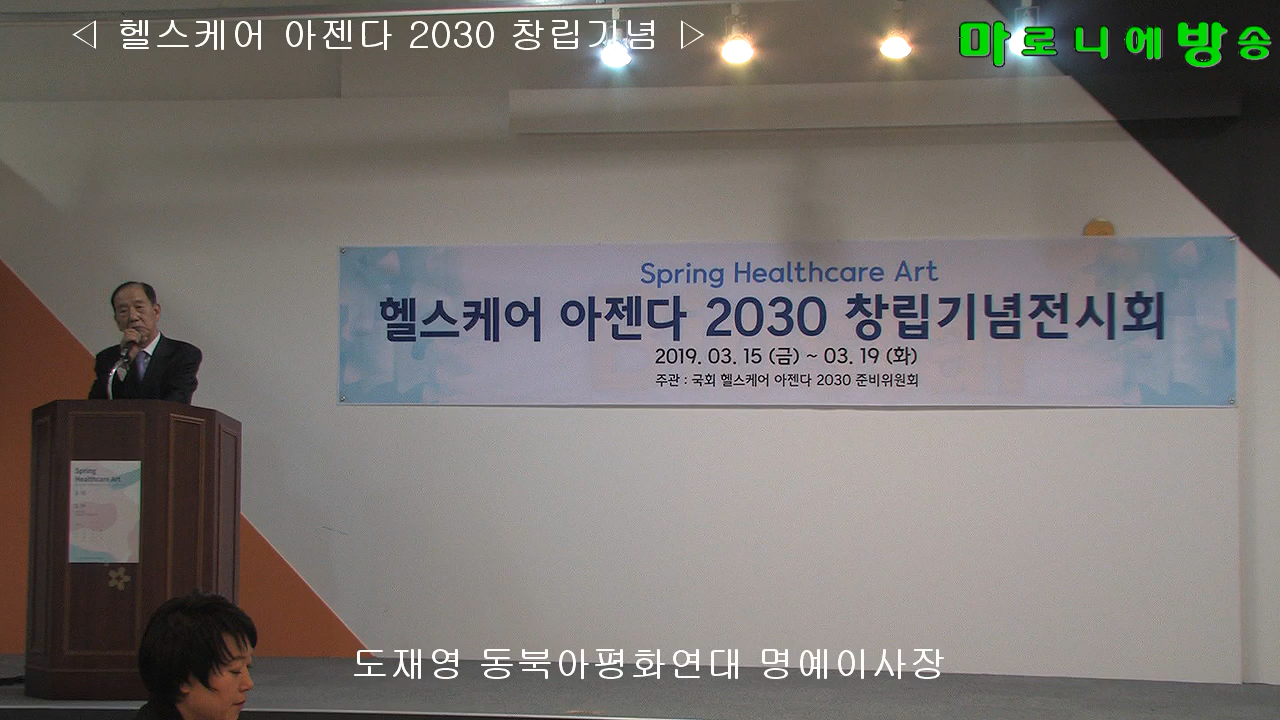 ◁ 헬스케어 아젠다 2030 창립기념 ▷
마로니에방송
Spring Healthcare Art
헬스케어 아젠다 2030 창립기념전시회
2019. 03. 15 (금) ~ 03. 19 (화)
주관 : 국회 헬스케어 아젠다 2030 준비위원회
Spring
Healthcare Art
도재영 동북아평화연대 명예이사장